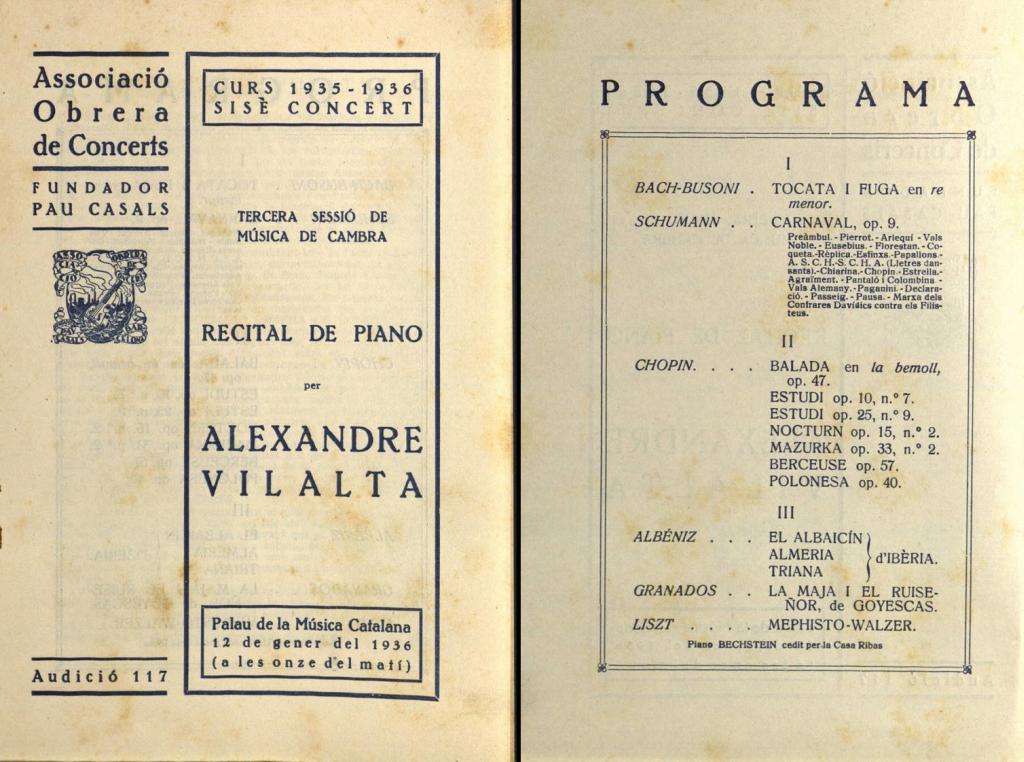 Associació
Obrera
de Concerts
FUNDADOR
PAU CASALS
Audició 117
CURS 1935-1936
SISÈ CONCERT
TERCERA SESSIÓ DE
MÚSICA DE CAMBRA
RECITAL DE PIANO
per
ALEXANDRE
VILALTA
Palau de la Música Catalana
12 de gener del 1936
(a les onze d'el matí)
PROGRAMA
I
BACH-BUSONI . TOCATA I FUGA en re
menor.
SCHUMANN . . CARNAVAL, op. 9.
Preàmbul. - Pierrot. - Arlequí - Vals
Noble. - Eusebius. - Florestan. - Co-
queta.-Rèplica.-Esfinxs.-Papallons.-
A. S. C. H.-S. C. H. A. (Lletres dan-
sants).-Chiarina.-Chopin.-Estrella.-
Agraïment. - Pantaló i Colombina -
Vals Alemany. - Paganini. - Declara-
ció. - Passeig. - Pausa. - Marxa dels
Confrares Davídics contra els Filis-
teus.
II
CHOPIN. . . . BALADA en la bemoll,
op. 47.
ESTUDI op. 10, n.º 7.
ESTUDI op. 25, n.º 9.
NOCTURN op. 15, n.º 2.
MAZURKA op. 33, n.º 2.
BERCEUSE op. 57.
POLONESA op. 40.
III
ALBÉNIZ . . . EL ALBAICÍN
ALMERIA d'IBÈRIA.
TRIANA
GRANADOS . . LA MAJA I EL RUISE-
ÑOR, de GOYESCAS.
LISZT . . . . MEPHISTO-WALZER.
Piano BECHSTEIN cedit per la Casa Ribas